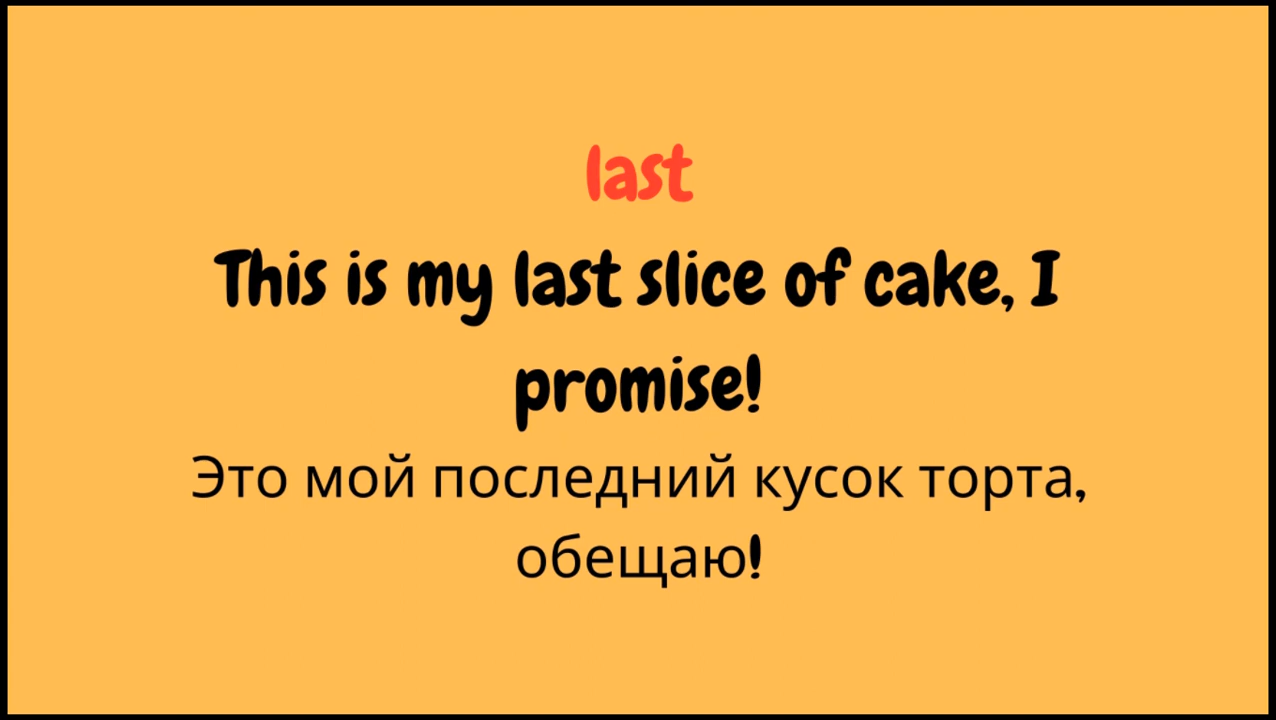 last
This is my last slice of cake, I
promise!
Это мой последний кусок торта,
обещаю!